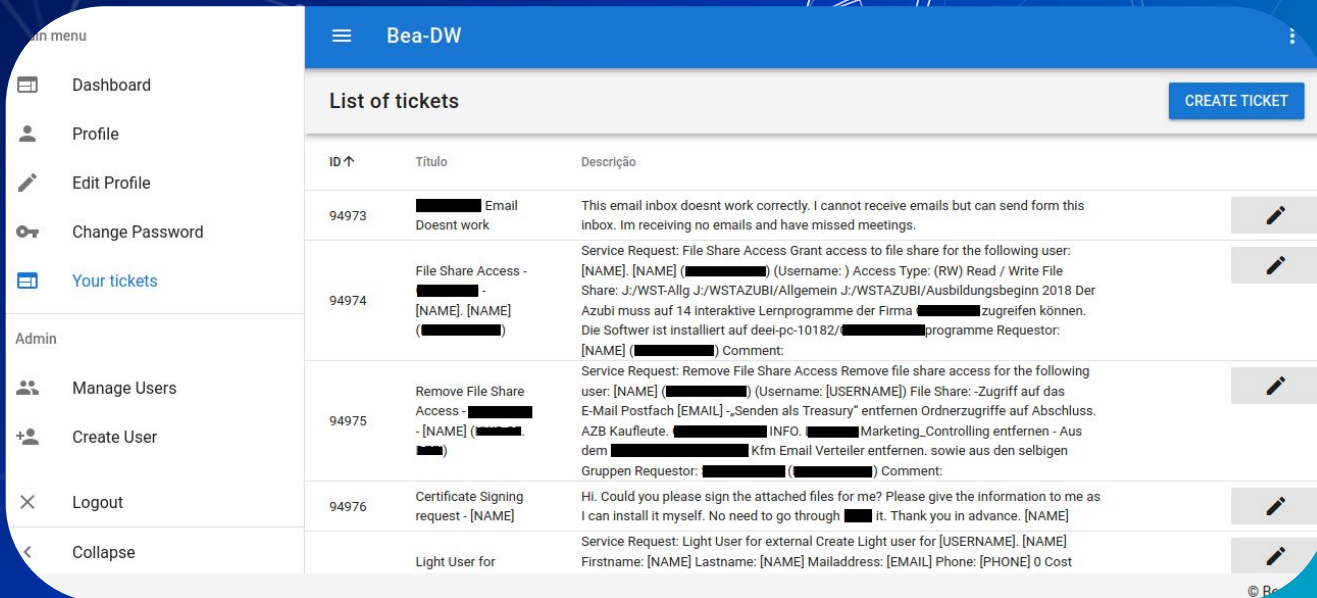 in menu
Dashboard
Profile
Edit Profile
Change Password
Your tickets
Admin
Manage Users
Create User
Logout
Collapse
Bea-DW
List of tickets
CREATE TICKET
ID Título Descrição
94973
Email
Doesnt work
This email inbox doesnt work correctly. I cannot receive emails but can send form this
inbox. Im receiving no emails and have missed meetings.
94974
File Share Access -
-
[NAME]. [NAME]
( )
Service Request: File Share Access Grant access to file share for the following user:
[NAME]. [NAME] ( ) (Username: ) Access Type: (RW) Read / Write File
Share: J:/WST-Allg J:/WSTAZUBI/Allgemein J:/WSTAZUBI/Ausbildungsbeginn 2018 Der
Azubi muss auf 14 interaktive Lernprogramme der Firma zugreifen können.
Die Softwer ist installiert auf deei-pc-10182/ programme Requestor:
[NAME] ( ) Comment:
94975
Remove File Share
Access -
- [NAME] ( .
)
Service Request: Remove File Share Access Remove file share access for the following
user: [NAME] ( ) (Username: [USERNAME]) File Share: -Zugriff auf das
E-Mail Postfach [EMAIL] -„Senden als Treasury“ entfernen Ordnerzugriffe auf Abschluss.
AZB Kaufleute. INFO. Marketing_Controlling entfernen - Aus
dem Kfm Email Verteiler entfernen. sowie aus den selbigen
Gruppen Requestor: ( ) Comment:
94976
Certificate Signing
request - [NAME]
Hi. Could you please sign the attached files for me? Please give the information to me as
I can install it myself. No need to go through it. Thank you in advance. [NAME]
Light User for
Service Request: Light User for external Create Light user for [USERNAME]. [NAME]
Firstname: [NAME] Lastname: [NAME] Mailaddress: [EMAIL] Phone: [PHONE] 0 Cost
© Be